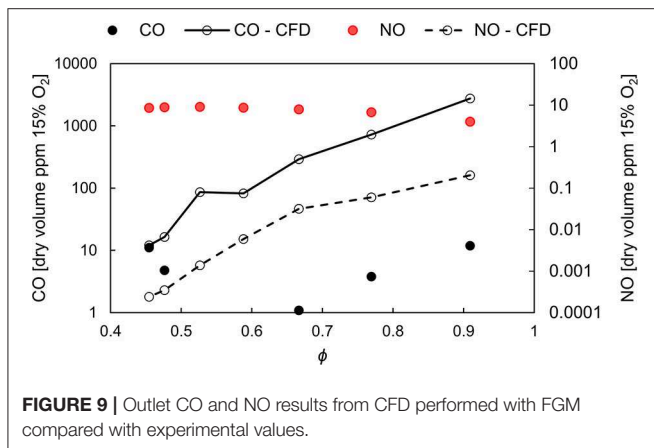 CO CO - CFD NO NO - CFD
10000 100
1000 10
1
100 0.1
0.01
10 0.001
1 0.0001
0.4 0.5 0.6 0.7 0.8 0.9 1
ϕ
CO [dry volume ppm 15% O₂]
NO [dry volume ppm 15% O₂]
FIGURE 9 | Outlet CO and NO results from CFD performed with FGM
compared with experimental values.